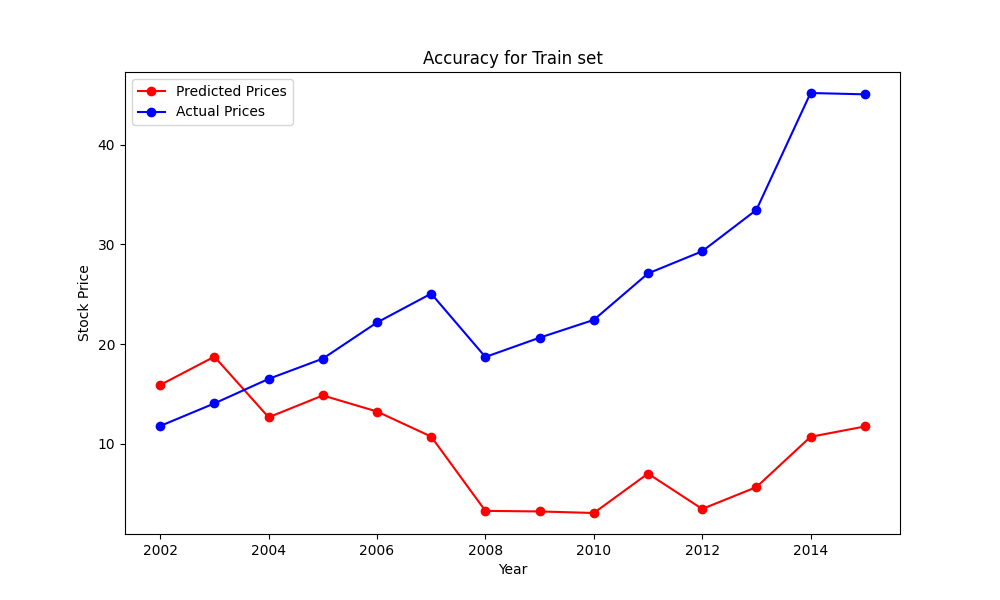 Accuracy for Train set
Predicted Prices
Actual Prices
Stock Price
40
30
20
10
2002 2004 2006 2008 2010 2012 2014
Year